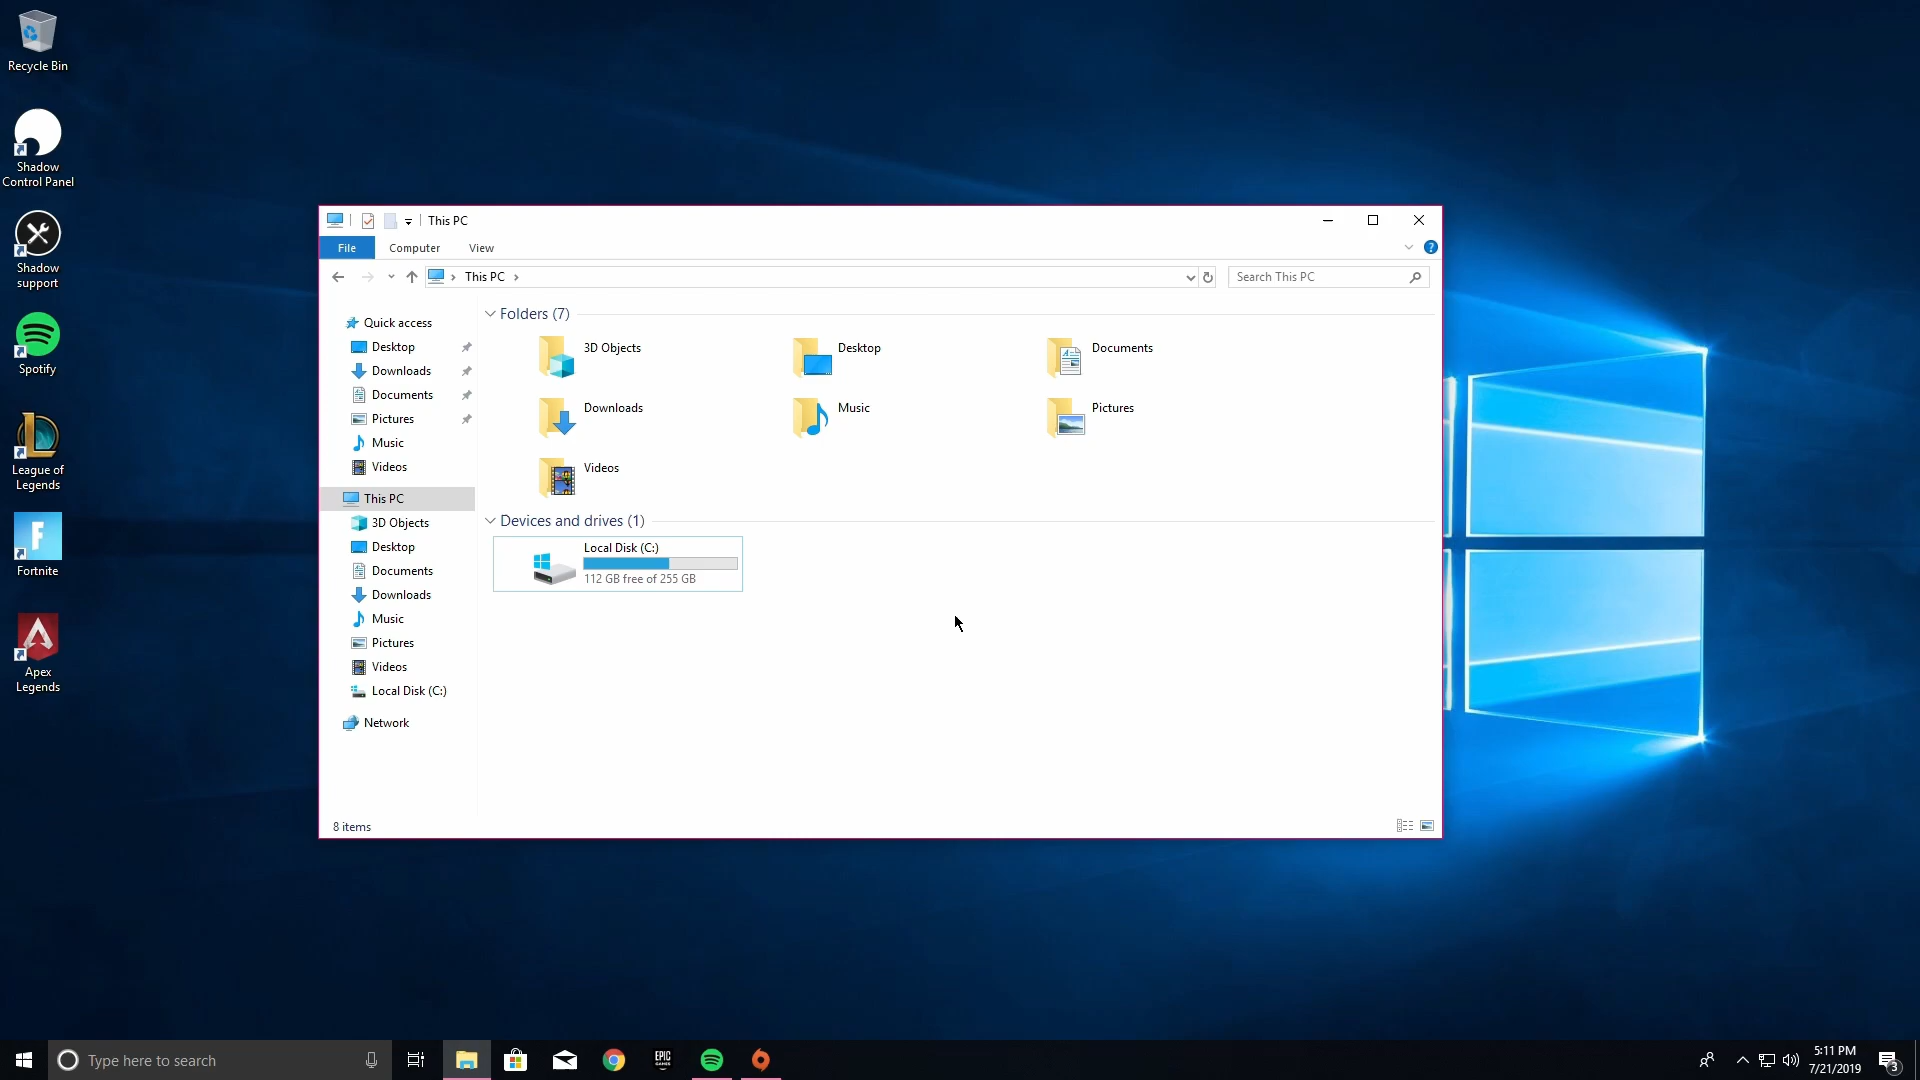 Recycle Bin
Shadow
Control Panel
Shadow
support
Spotify
League of
Legends
F
Fortnite
Apex
Legends
This PC
File
Computer
View
This PC
Search This PC
Quick access
Desktop
Downloads
Documents
Pictures
Music
Videos
This PC
3D Objects
Desktop
Documents
Downloads
Music
Pictures
Videos
Local Disk (C:)
Network
Folders (7)
3D Objects
Desktop
Documents
Downloads
Music
Pictures
Videos
Devices and drives (1)
Local Disk (C:)
112 GB free of 255 GB
8 items
Type here to search
EPIC
GAMES
5:11 PM
7/21/2019
3